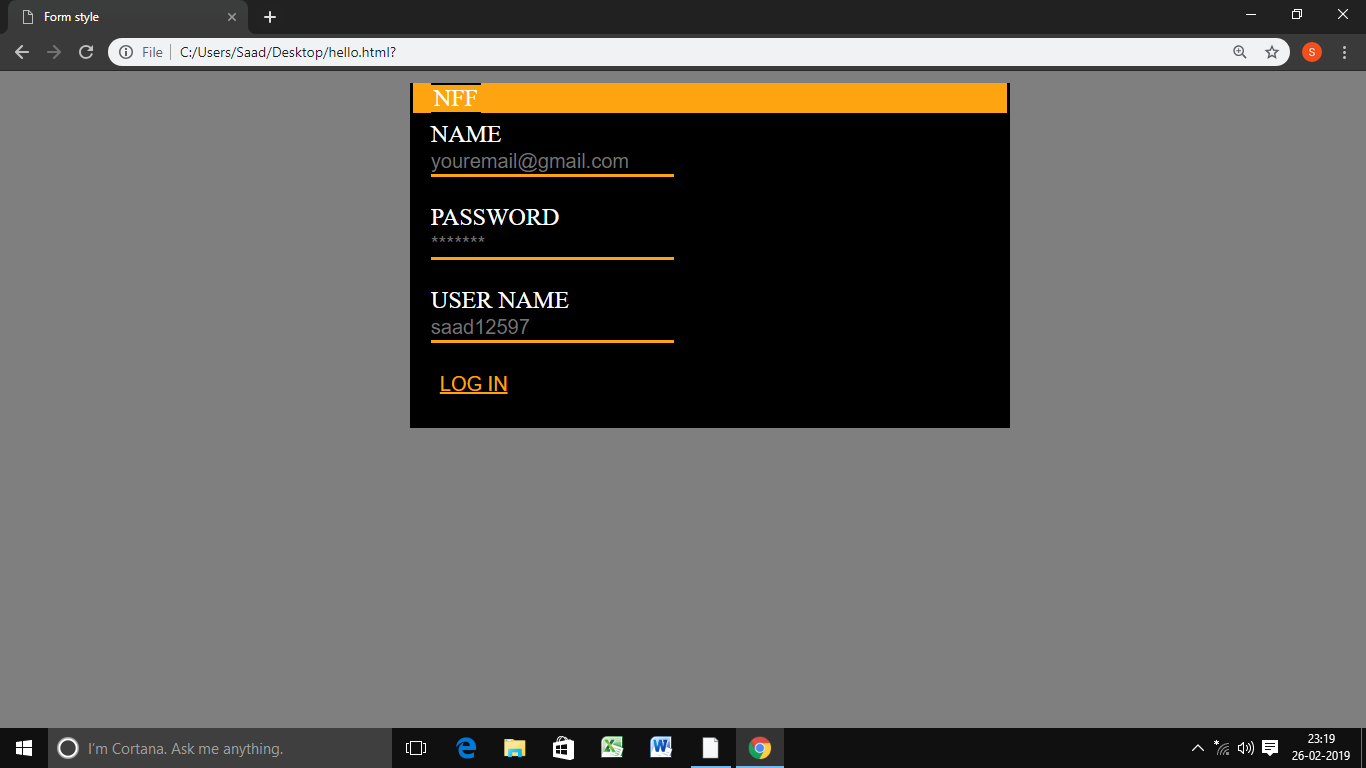 Form style
File C:/Users/Saad/Desktop/hello.html?
S
NFF
NAME
youremail@gmail.com
PASSWORD
*******
USER NAME
saad12597
LOG IN
I'm Cortana. Ask me anything.
23:19
26-02-2019